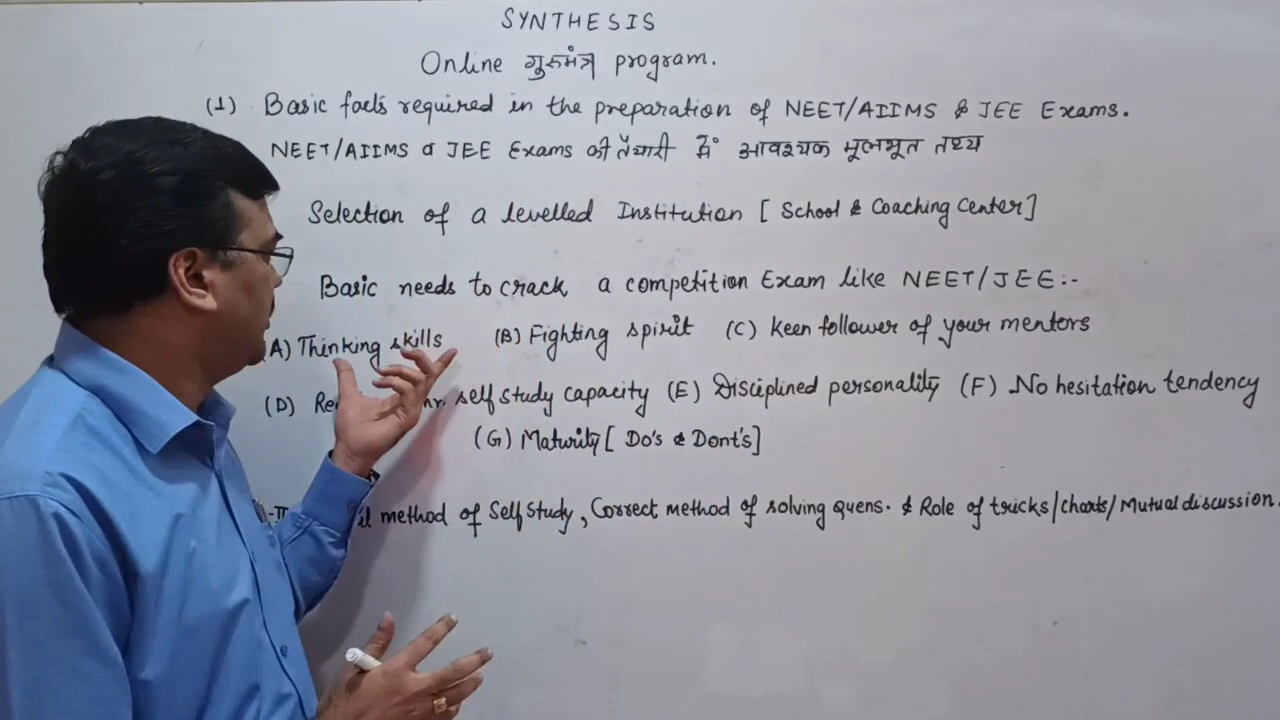 SYNTHESIS
Online गुरुमंत्र program.
(1) Basic facts required in the preparation of NEET/AIIMS & JEE Exams.
NEET/AIIMS व JEE Exams की तैयारी में आवश्यक मूलभूत तथ्य
Selection of a levelled Institution [School & Coaching Center]
Basic needs to crack a competition Exam like NEET/JEE:-
(A) Thinking skills (B) Fighting spirit (C) Keen follower of your mentors
(D) self study capacity (E) Disciplined personality (F) No hesitation tendency
(G) Maturity [Do's & Dont's]
method of Self Study, Correct method of solving quens. & Role of tricks/charts/Mutual discussion.